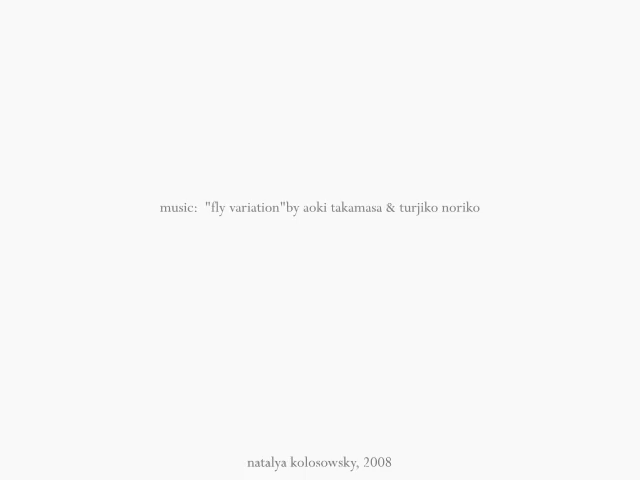 music:  "fly variation"by aoki takamasa & turjiko noriko
natalya kolosowsky, 2008